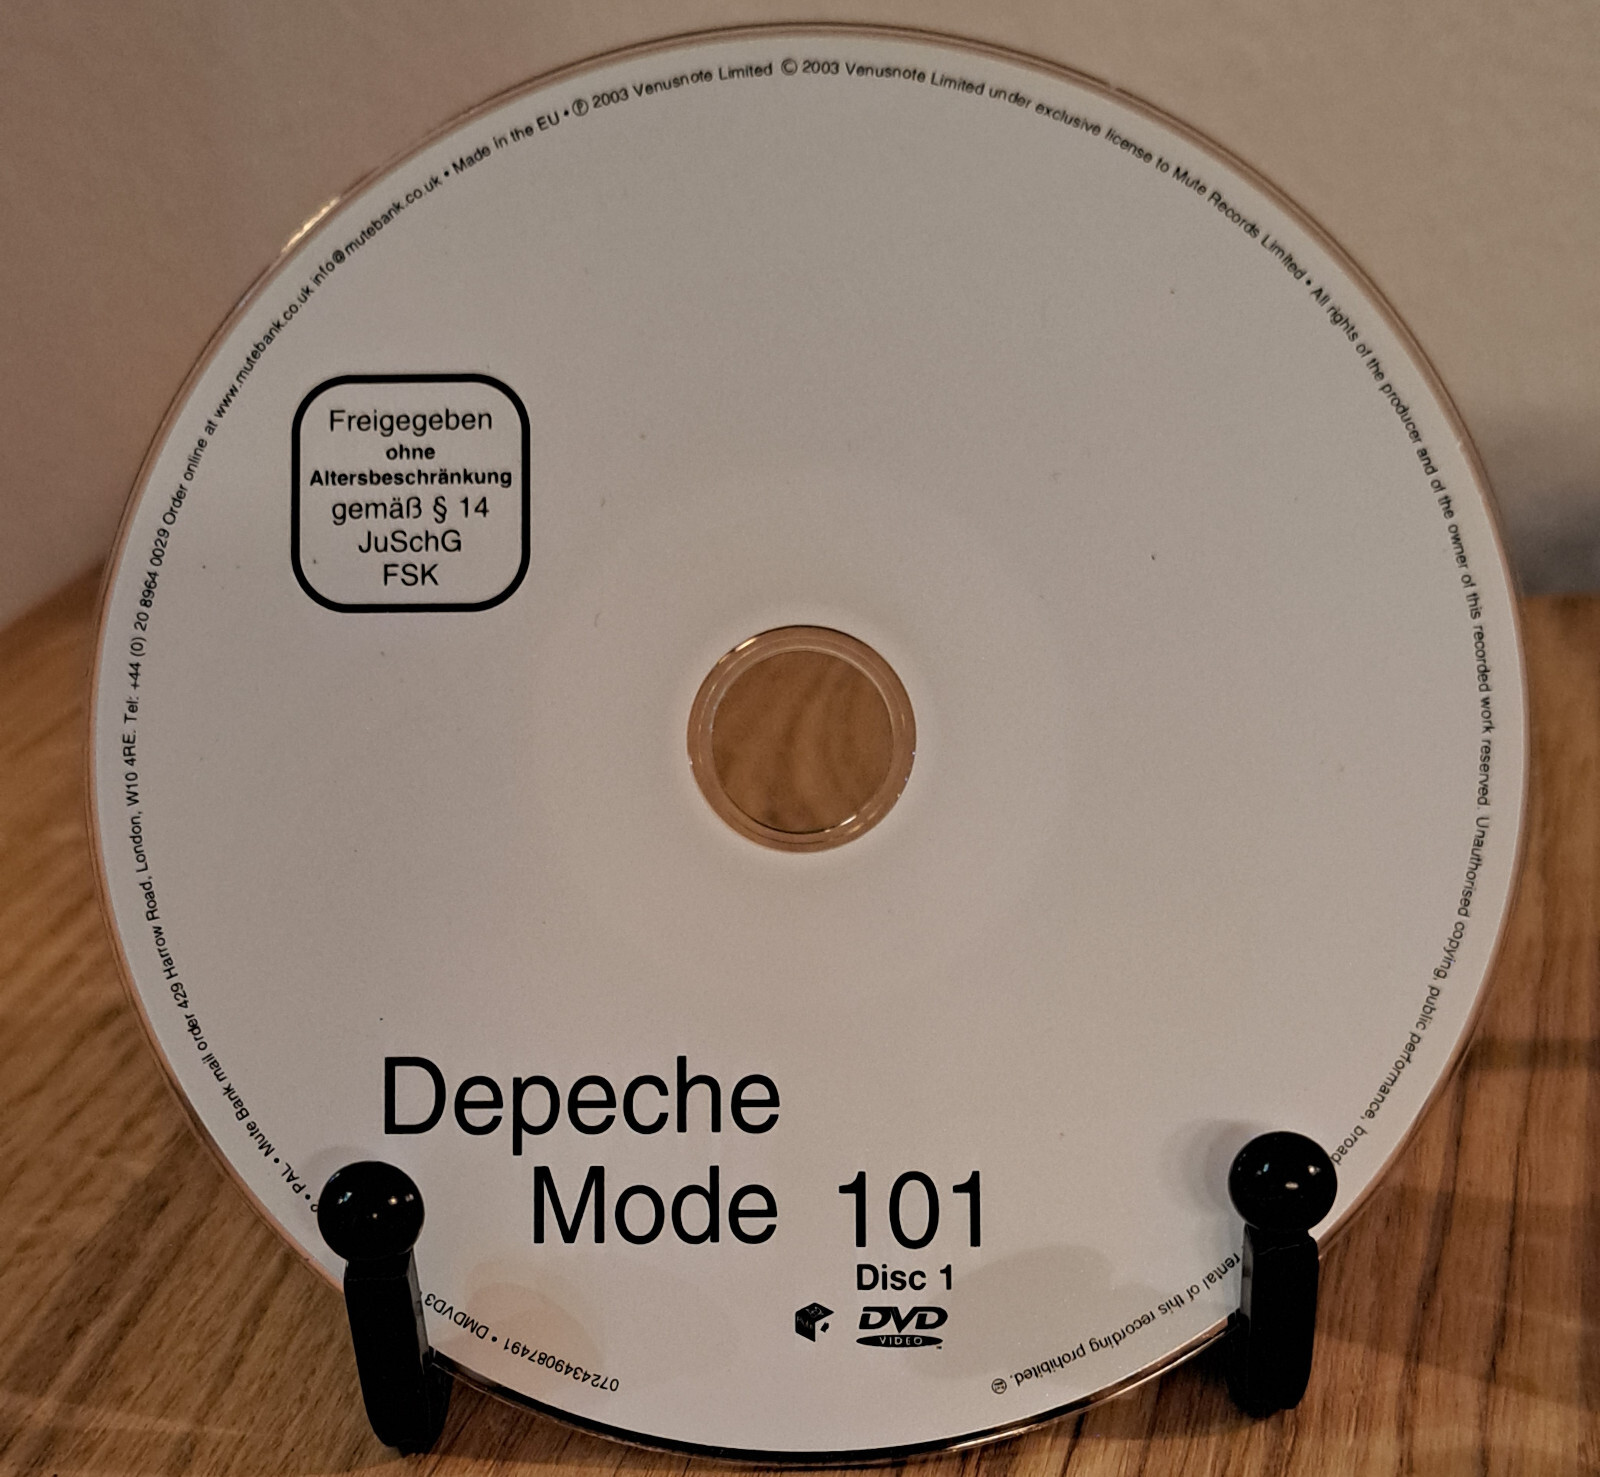 Freigegeben
ohne
Altersbeschränkung
gemäß § 14
JuSchG
FSK
Depeche
Mode 101
Disc 1
DVD
VIDEO
0724349087491 • DMDVD3
• PAL • Mute Bank mail order 429 Harrow Road, London, W10 4RE. Tel: +44 (0) 20 8964 0029 Order online at www.mutebank.co.uk info@mutebank.co.uk • Made in the EU • ℗ 2003 Venusnote Limited © 2003 Venusnote Limited under exclusive license to Mute Records Limited • All rights of the producer and of the owner of this recorded work reserved. Unauthorised copying, public performance, broad
rental of this recording prohibited.